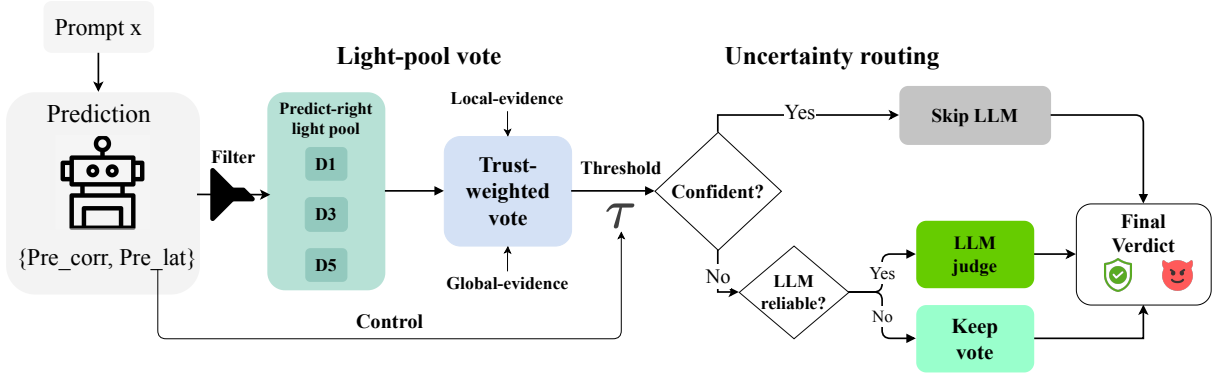 Prompt x
Light-pool vote
Uncertainty routing
Prediction
{Pre_corr, Pre_lat}
Filter
Predict-right
light pool
D1
D3
D5
Local-evidence
Trust-
weighted
vote
Global-evidence
Threshold
τ
Control
Confident?
Yes
Skip LLM
No
LLM
reliable?
Yes
LLM
judge
No
Keep
vote
Final
Verdict